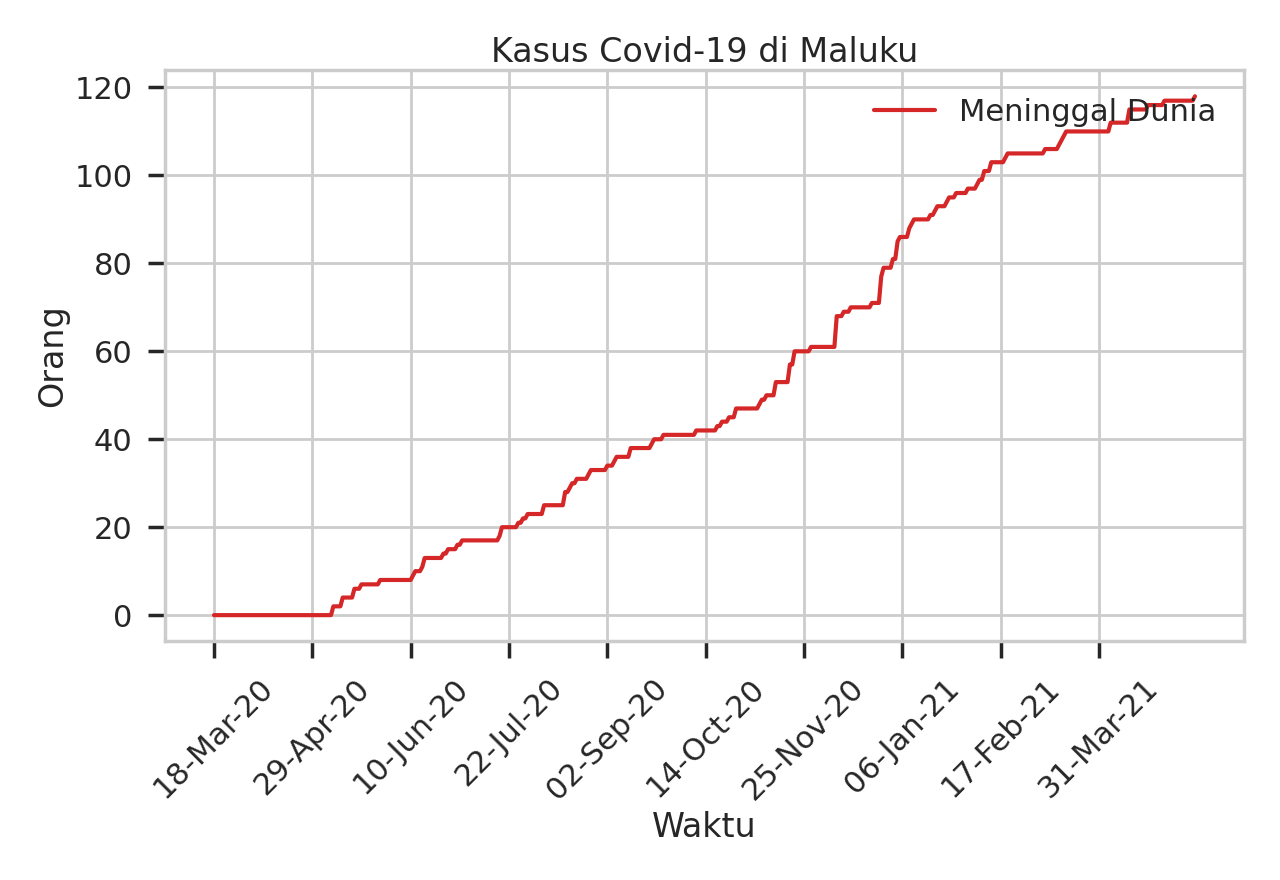 Kasus Covid-19 di Maluku
Meninggal Dunia
120
100
80
60
40
20
0
Orang
18-Mar-20
29-Apr-20
10-Jun-20
22-Jul-20
02-Sep-20
14-Oct-20
25-Nov-20
06-Jan-21
17-Feb-21
31-Mar-21
Waktu